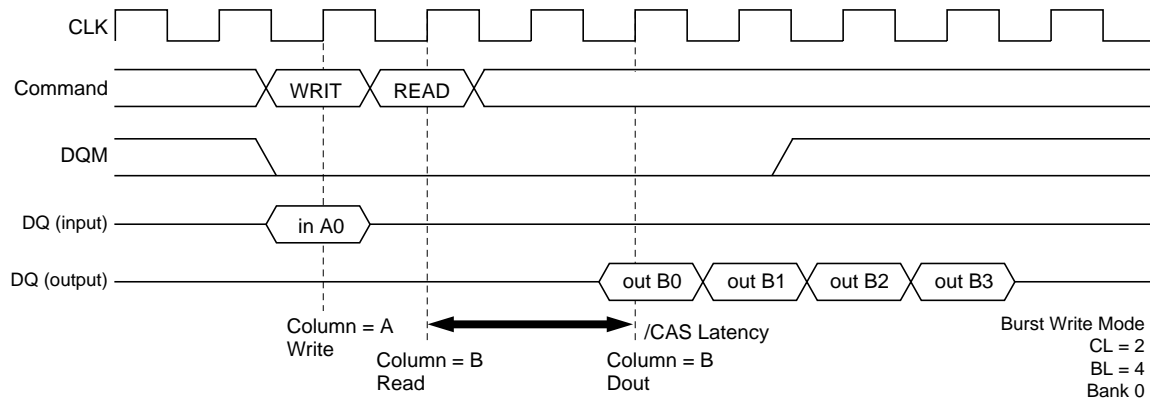 CLK
Command
WRIT
READ
DQM
DQ (input)
in A0
DQ (output)
out B0
out B1
out B2
out B3
Column = A
Write
/CAS Latency
Column = B
Read
Column = B
Dout
Burst Write Mode
CL = 2
BL = 4
Bank 0